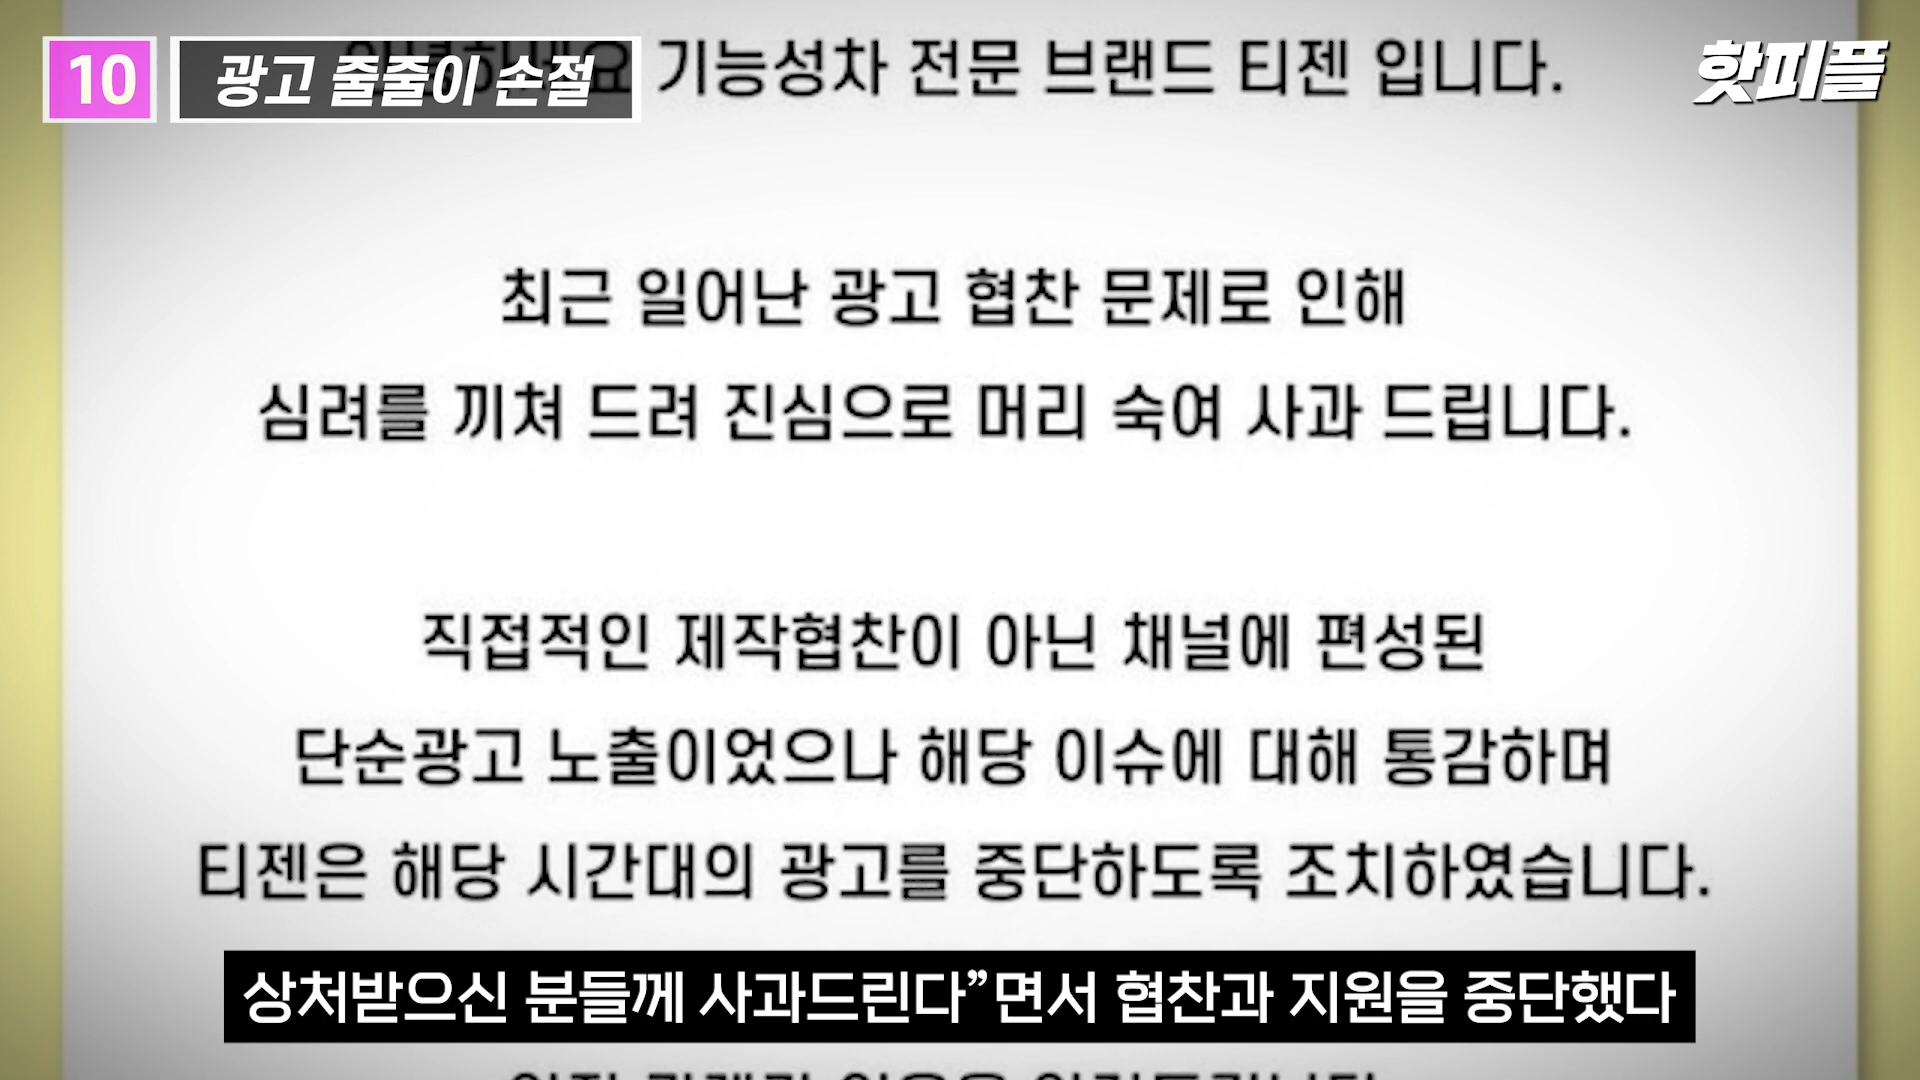 10 광고 줄줄이 손절
핫피플
기능성차 전문 브랜드 티젠 입니다.
최근 일어난 광고 협찬 문제로 인해
심려를 끼쳐 드려 진심으로 머리 숙여 사과 드립니다.
직접적인 제작협찬이 아닌 채널에 편성된
단순광고 노출이었으나 해당 이슈에 대해 통감하며
티젠은 해당 시간대의 광고를 중단하도록 조치하였습니다.
상처받으신 분들께 사과드린다”면서 협찬과 지원을 중단했다